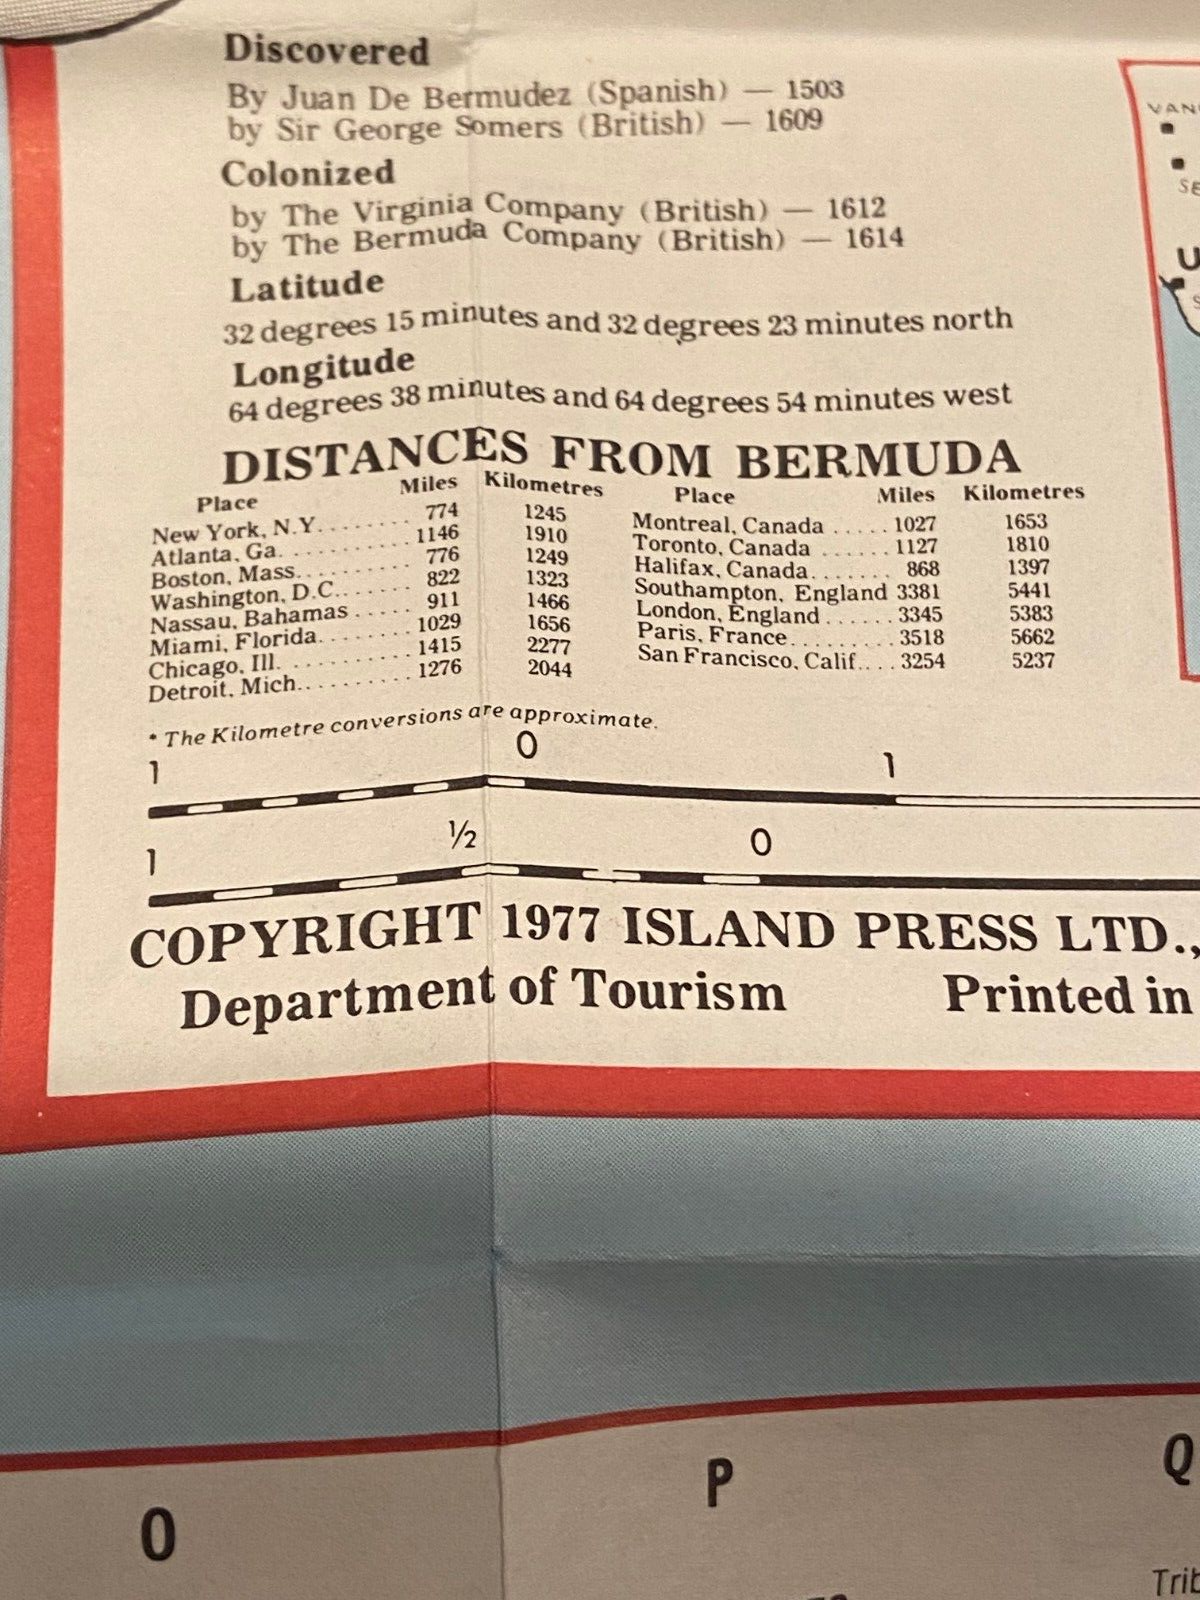 Discovered
By Juan De Bermudez (Spanish) — 1503
by Sir George Somers (British) — 1609
Colonized
by The Virginia Company (British) — 1612
by The Bermuda Company (British) — 1614
Latitude
32 degrees 15 minutes and 32 degrees 23 minutes north
Longitude
64 degrees 38 minutes and 64 degrees 54 minutes west
DISTANCES FROM BERMUDA
Place Miles Kilometres
New York, N.Y. 774 1245
Atlanta, Ga. 1146 1910
Boston, Mass. 776 1249
Washington, D.C. 822 1323
Nassau, Bahamas 911 1466
Miami, Florida 1029 1656
Chicago, Ill. 1415 2277
Detroit, Mich. 1276 2044
Place Miles Kilometres
Montreal, Canada 1027 1653
Toronto, Canada 1127 1810
Halifax, Canada 868 1397
Southampton, England 3381 5441
London, England 3345 5383
Paris, France 3518 5662
San Francisco, Calif. 3254 5237
* The Kilometre conversions are approximate.
1 0 1
1 ½ 0
COPYRIGHT 1977 ISLAND PRESS LTD.,
Department of Tourism Printed in
O P Q